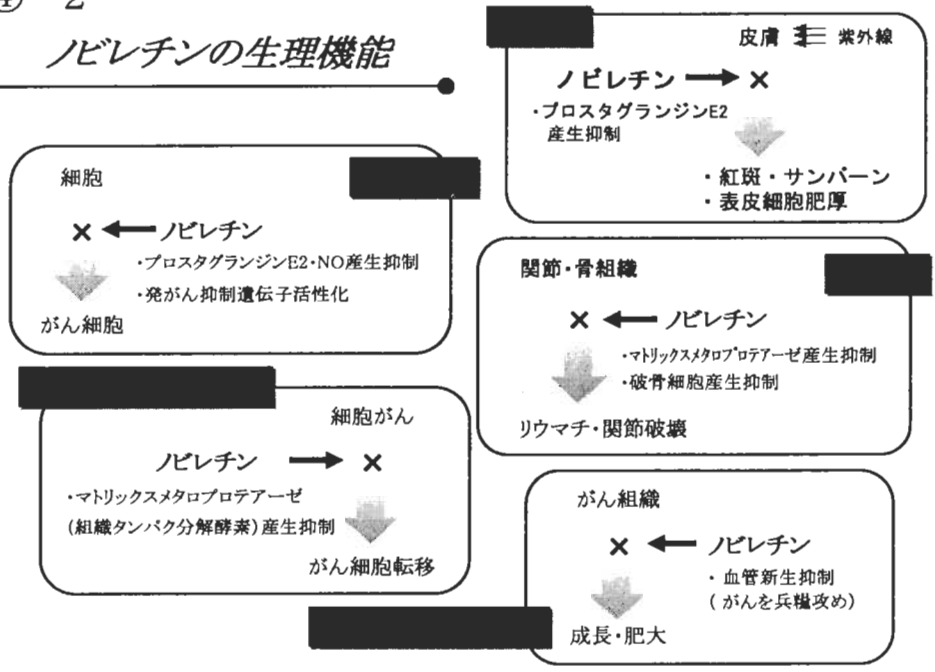 ④ 2
ノビレチンの生理機能
細胞
× ← ノビレチン
・プロスタグランジンE2・NO産生抑制
・発がん抑制遺伝子活性化
がん細胞
細胞がん
ノビレチン → ×
・マトリックスメタロプロテアーゼ
(組織タンパク分解酵素)産生抑制
がん細胞転移
皮膚 紫外線
ノビレチン → ×
・プロスタグランジンE2
産生抑制
・紅斑・サンバーン
・表皮細胞肥厚
関節・骨組織
× ← ノビレチン
・マトリックスメタロプロテアーゼ産生抑制
・破骨細胞産生抑制
リウマチ・関節破壊
がん組織
× ← ノビレチン
・血管新生抑制
(がんを兵糧攻め)
成長・肥大